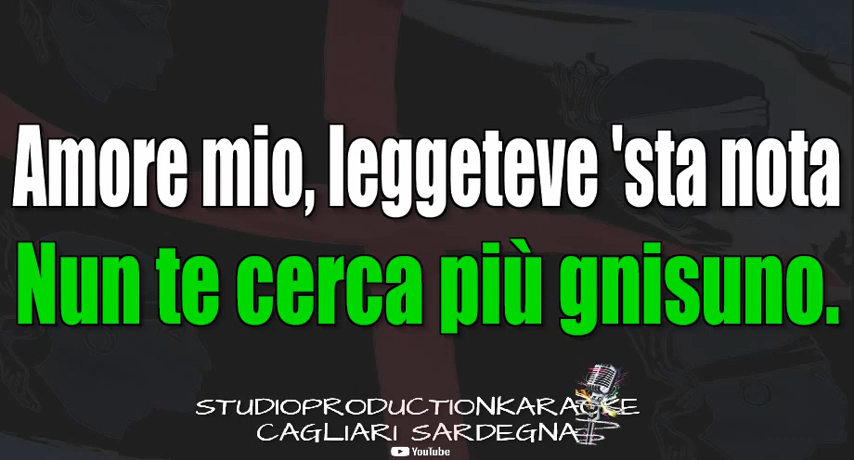 Amore mio, leggeteve 'sta nota
Nun te cerca più gnisuno.
STUDIOPRODUCTIONKARAOKE
CAGLIARI SARDEGNA
YouTube